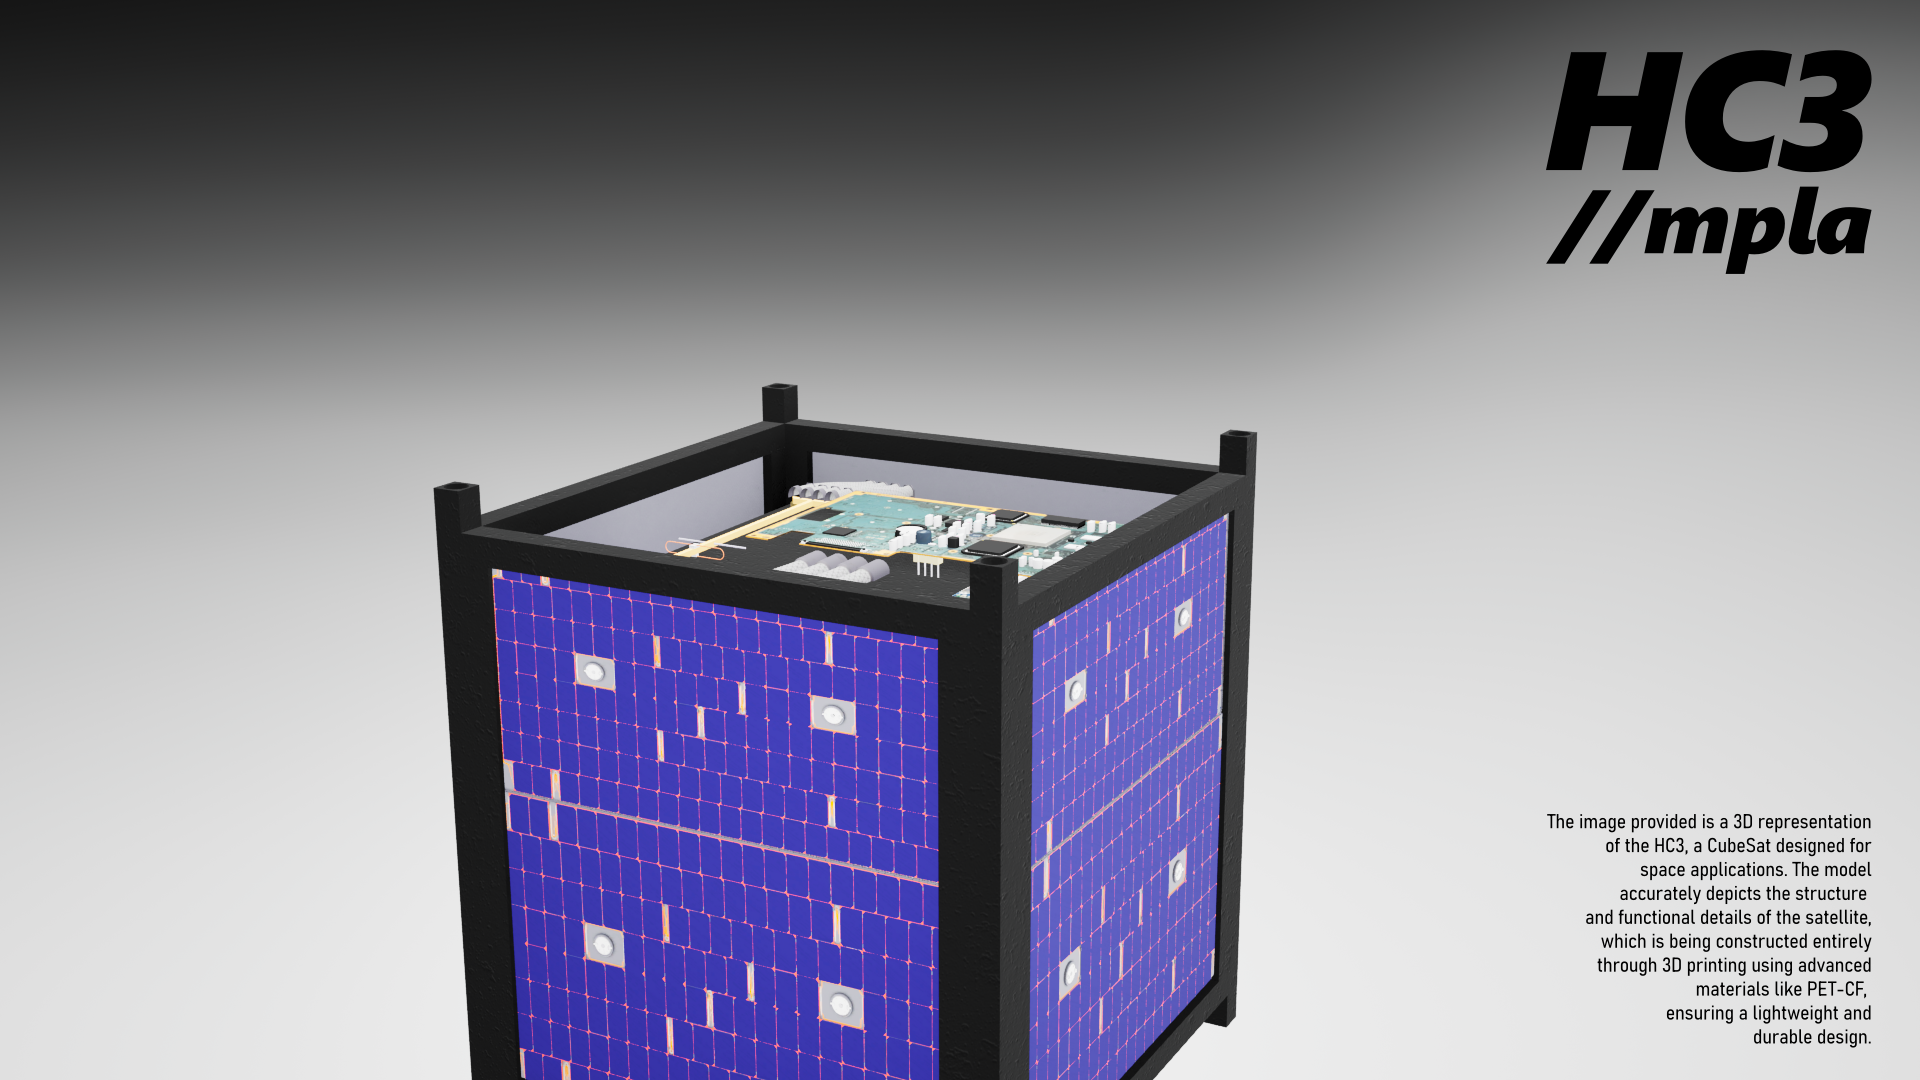 HC3
//mpla
The image provided is a 3D representation
of the HC3, a CubeSat designed for
space applications. The model
accurately depicts the structure
and functional details of the satellite,
which is being constructed entirely
through 3D printing using advanced
materials like PET-CF,
ensuring a lightweight and
durable design.